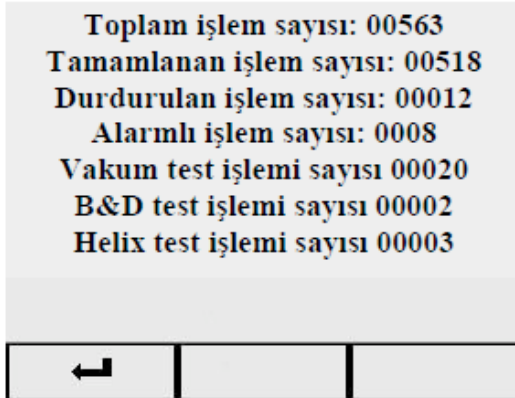 Toplam işlem sayısı: 00563
Tamamlanan işlem sayısı: 00518
Durdurulan işlem sayısı: 00012
Alarmlı işlem sayısı: 0008
Vakum test işlemi sayısı 00020
B&D test işlemi sayısı 00002
Helix test işlemi sayısı 00003